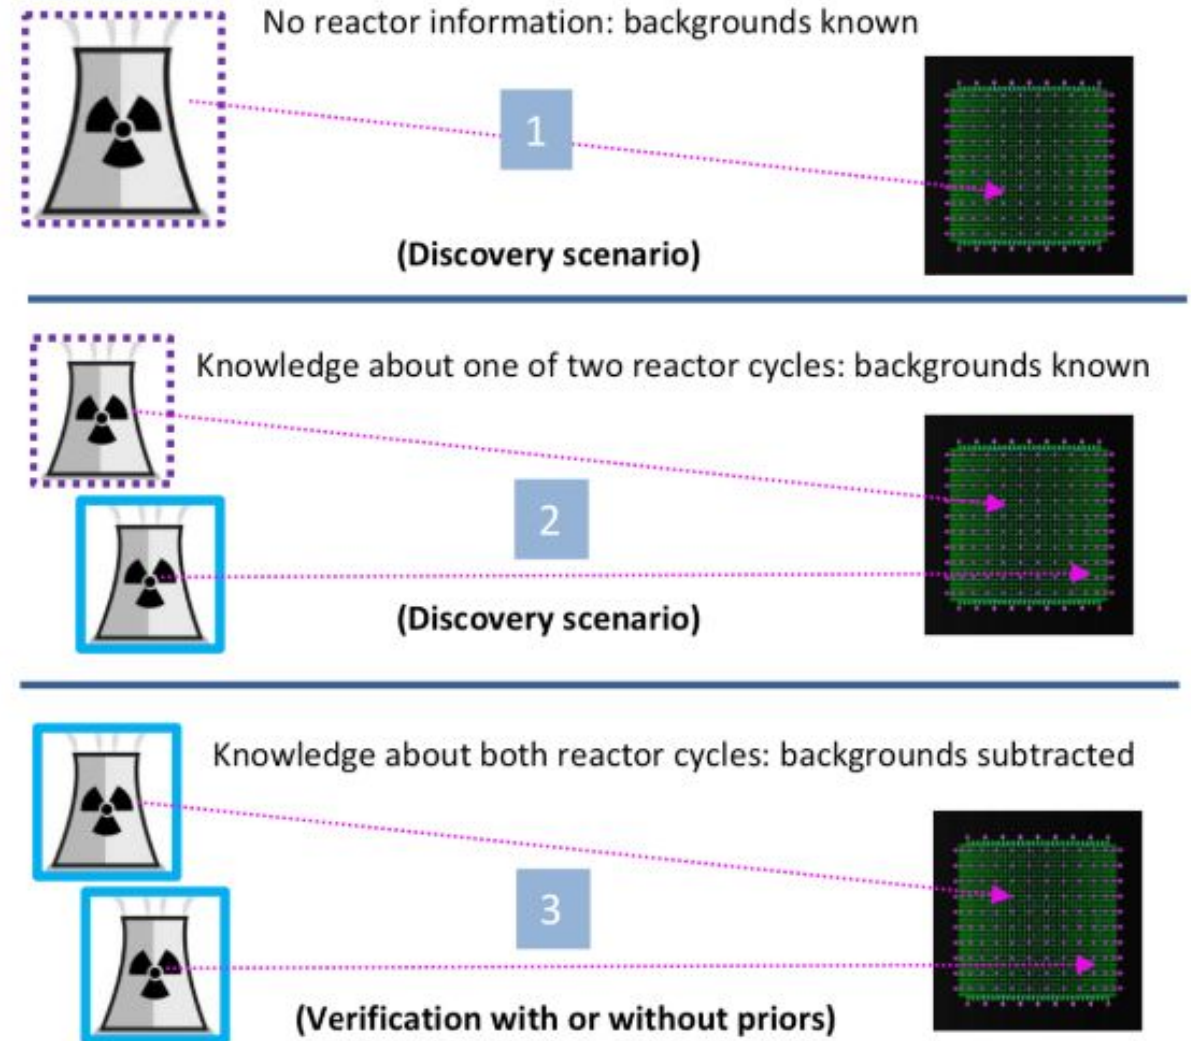 No reactor information: backgrounds known
1
(Discovery scenario)
Knowledge about one of two reactor cycles: backgrounds known
2
(Discovery scenario)
Knowledge about both reactor cycles: backgrounds subtracted
3
(Verification with or without priors)